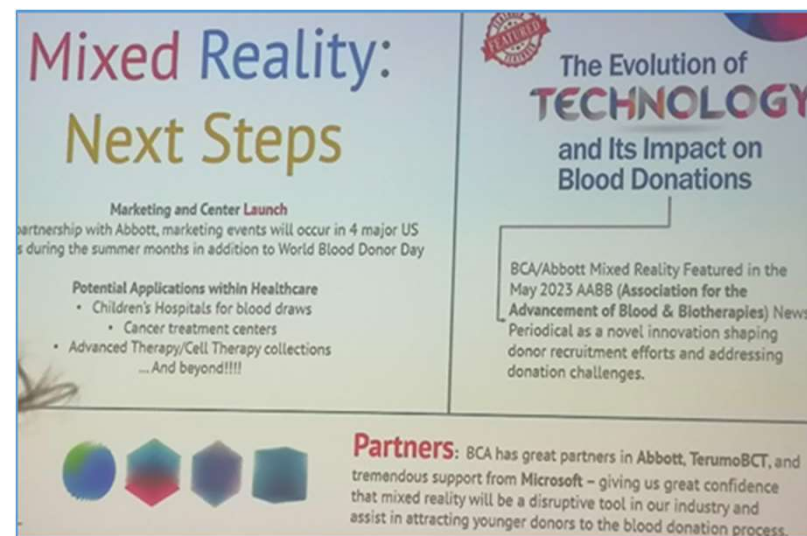 Mixed Reality:
Next Steps
Marketing and Center Launch
partnership with Abbott, marketing events will occur in 4 major US
s during the summer months in addition to World Blood Donor Day
Potential Applications within Healthcare
• Children's Hospitals for blood draws
• Cancer treatment centers
• Advanced Therapy/Cell Therapy collections
...And beyond!!!!
FEATURED
The Evolution of
TECHNOLOGY
and Its Impact on
Blood Donations
BCA/Abbott Mixed Reality Featured in the
May 2023 AABB (Association for the
Advancement of Blood & Biotherapies) News
Periodical as a novel innovation shaping
donor recruitment efforts and addressing
donation challenges.
Partners: BCA has great partners in Abbott, TerumoBCT, and
tremendous support from Microsoft – giving us great confidence
that mixed reality will be a disruptive tool in our industry and
assist in attracting younger donors to the blood donation process.